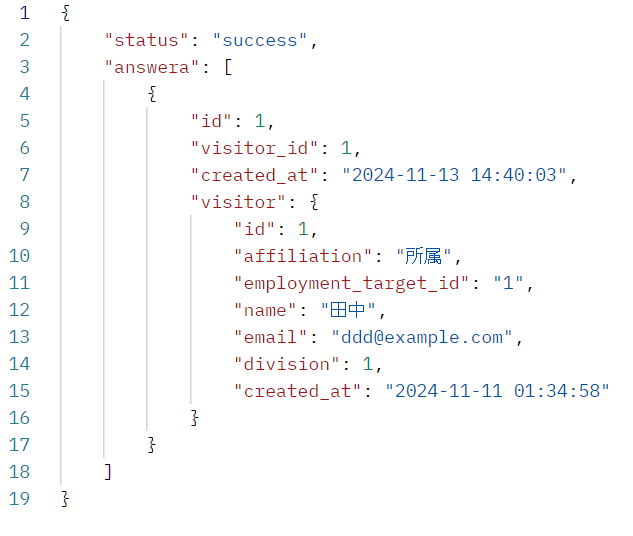 1 {
2 "status": "success",
3 "answera": [
4 {
5 "id": 1,
6 "visitor_id": 1,
7 "created_at": "2024-11-13 14:40:03",
8 "visitor": {
9 "id": 1,
10 "affiliation": "所属",
11 "employment_target_id": "1",
12 "name": "田中",
13 "email": "ddd@example.com",
14 "division": 1,
15 "created_at": "2024-11-11 01:34:58"
16 }
17 }
18 ]
19 }